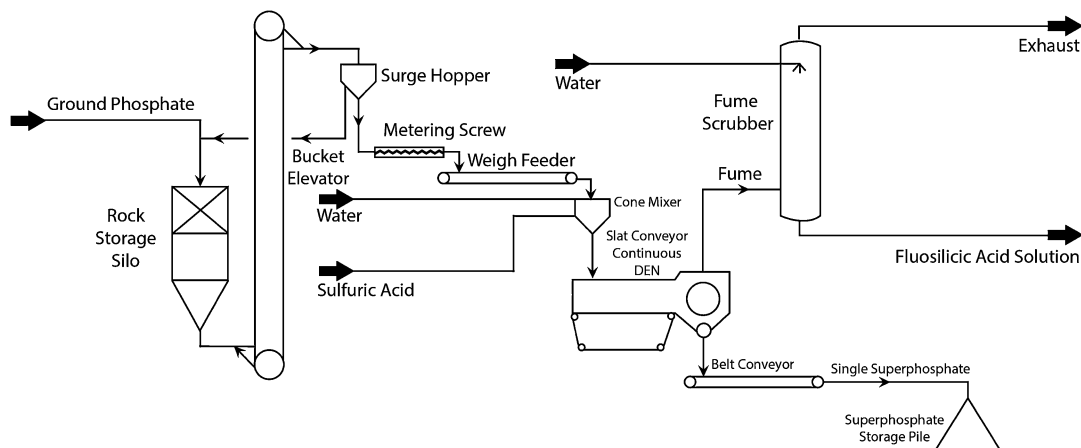 Exhaust
Surge Hopper
Water
Ground Phosphate
Fume
Scrubber
Metering Screw
Bucket
Elevator
Weigh Feeder
Fume
Rock
Storage
Silo
Water
Cone Mixer
Slat Conveyor
Continuous
DEN
Fluosilicic Acid Solution
Sulfuric Acid
Belt Conveyor
Single Superphosphate
Superphosphate
Storage Pile